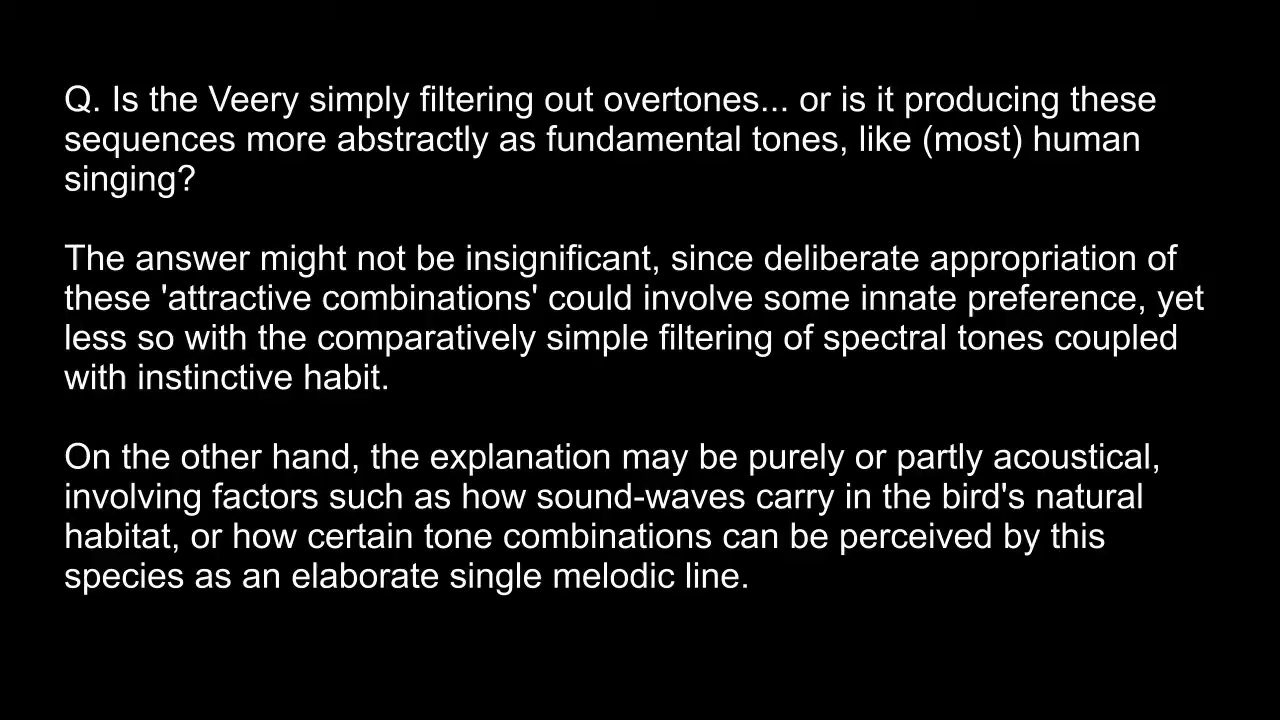 Q. Is the Veery simply filtering out overtones... or is it producing these
sequences more abstractly as fundamental tones, like (most) human
singing?
The answer might not be insignificant, since deliberate appropriation of
these 'attractive combinations' could involve some innate preference, yet
less so with the comparatively simple filtering of spectral tones coupled
with instinctive habit.
On the other hand, the explanation may be purely or partly acoustical,
involving factors such as how sound-waves carry in the bird's natural
habitat, or how certain tone combinations can be perceived by this
species as an elaborate single melodic line.